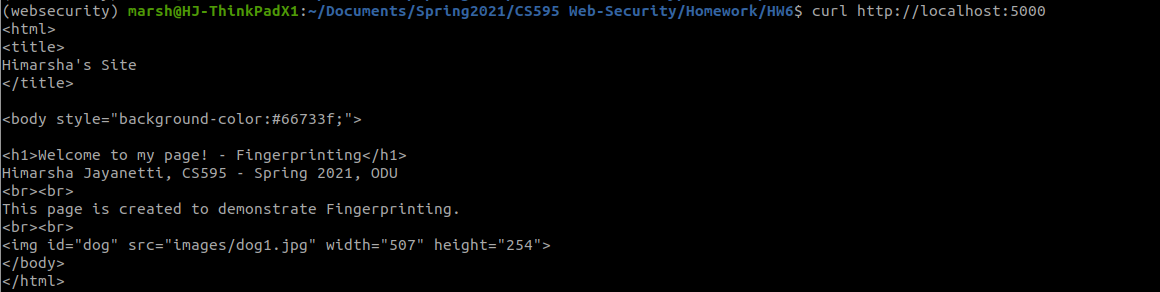 (websecurity) marsh@HJ-ThinkPadX1:~/Documents/Spring2021/CS595 Web-Security/Homework/HW6$ curl http://localhost:5000
<html>
<title>
Himarsha's Site
</title>
<body style="background-color:#66733f;">
<h1>Welcome to my page! - Fingerprinting</h1>
Himarsha Jayanetti, CS595 - Spring 2021, ODU
<br><br>
This page is created to demonstrate Fingerprinting.
<br><br>
<img id="dog" src="images/dog1.jpg" width="507" height="254">
</body>
</html>